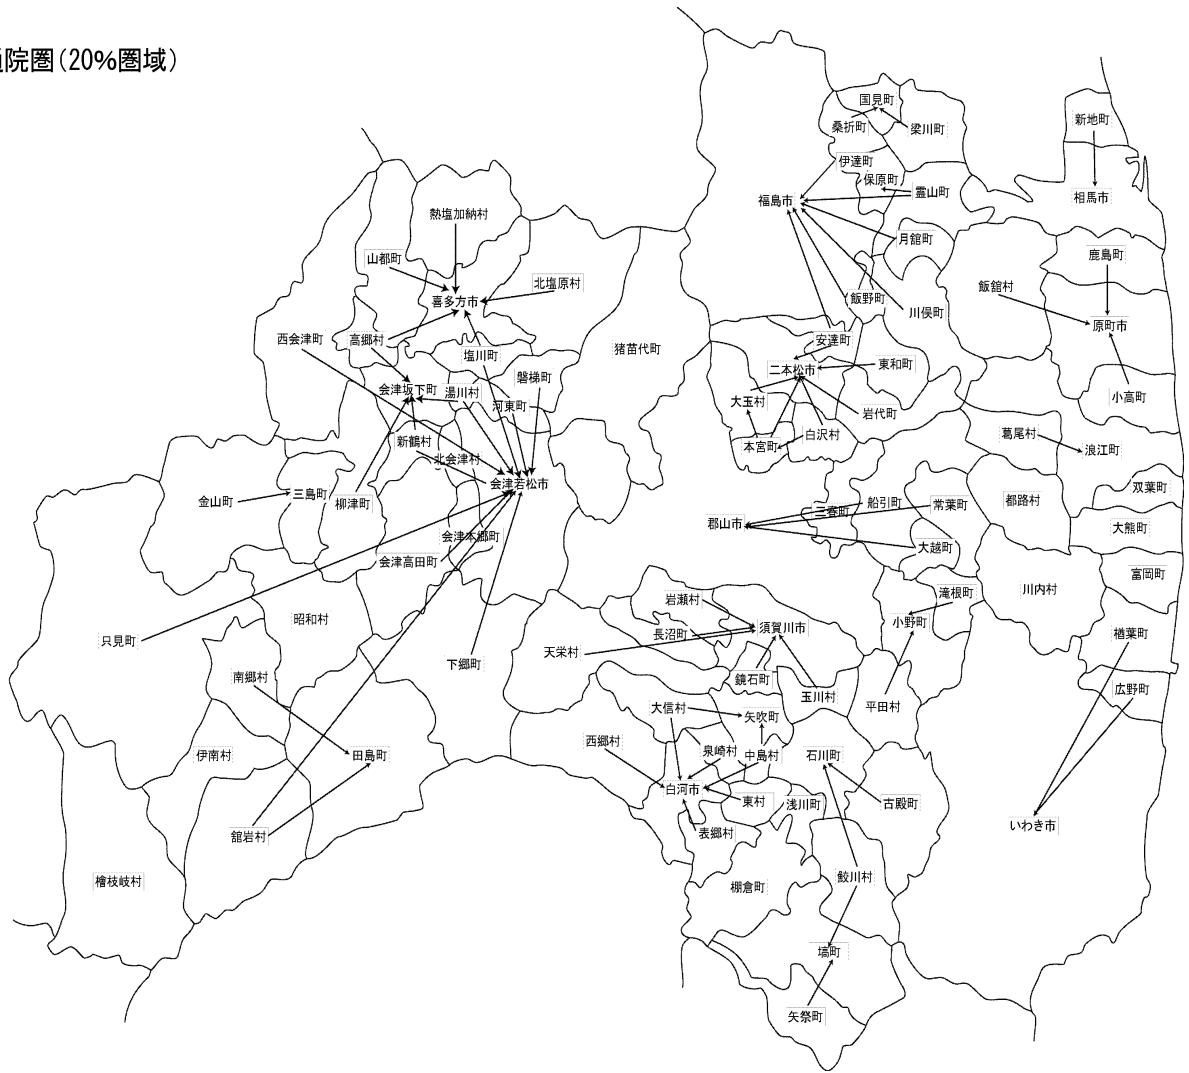 院圏（20%圏域）
国見町
新地町
桑折町
梁川町
伊達町
保原町
霊山町
相馬市
福島市
熱塩加納村
月舘町
山都町
鹿島町
北塩原村
飯舘村
喜多方市
飯野町
川俣町
原町市
西会津町
高郷村
安達町
塩川町
猪苗代町
二本松市
東和町
磐梯町
会津坂下町
湯川村
大玉村
小高町
河東町
岩代町
新鶴村
白沢村
葛尾村
本宮町
浪江町
北会津村
会津若松市
双葉町
三島町
金山町
柳津町
船引町
常葉町
都路村
三春町
郡山市
大熊町
会津本郷町
大越町
会津高田町
富岡町
川内村
滝根町
岩瀬村
昭和村
小野町
須賀川市
長沼町
楢葉町
只見町
天栄村
下郷町
南郷村
鏡石町
広野町
玉川村
平田村
大信村
矢吹町
西郷村
泉崎村
中島村
石川町
伊南村
田島町
白河市
東村
浅川町
古殿町
いわき市
舘岩村
表郷村
鮫川村
檜枝岐村
棚倉町
塙町
矢祭町